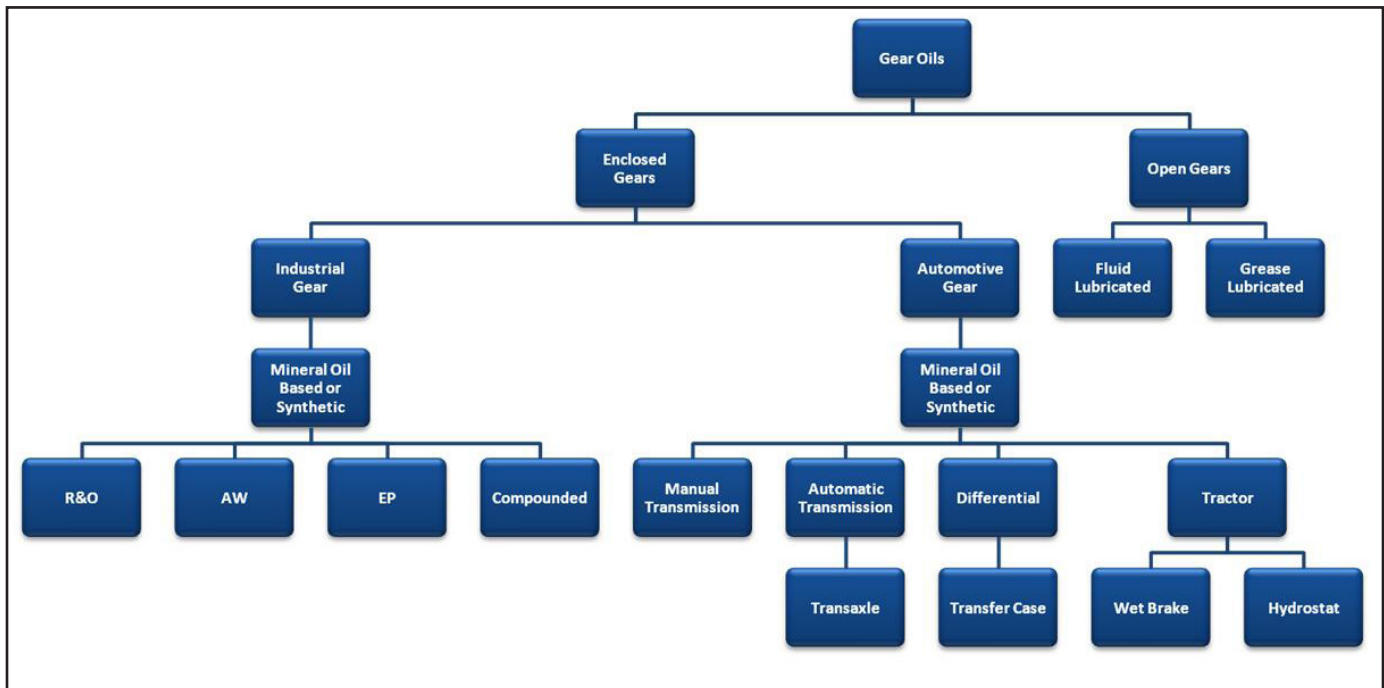 Gear Oils
Enclosed
Gears
Open Gears
Industrial
Gear
Automotive
Gear
Fluid
Lubricated
Grease
Lubricated
Mineral Oil
Based or
Synthetic
Mineral Oil
Based or
Synthetic
R&O
AW
EP
Compounded
Manual
Transmission
Automatic
Transmission
Differential
Tractor
Transaxle
Transfer Case
Wet Brake
Hydrostat